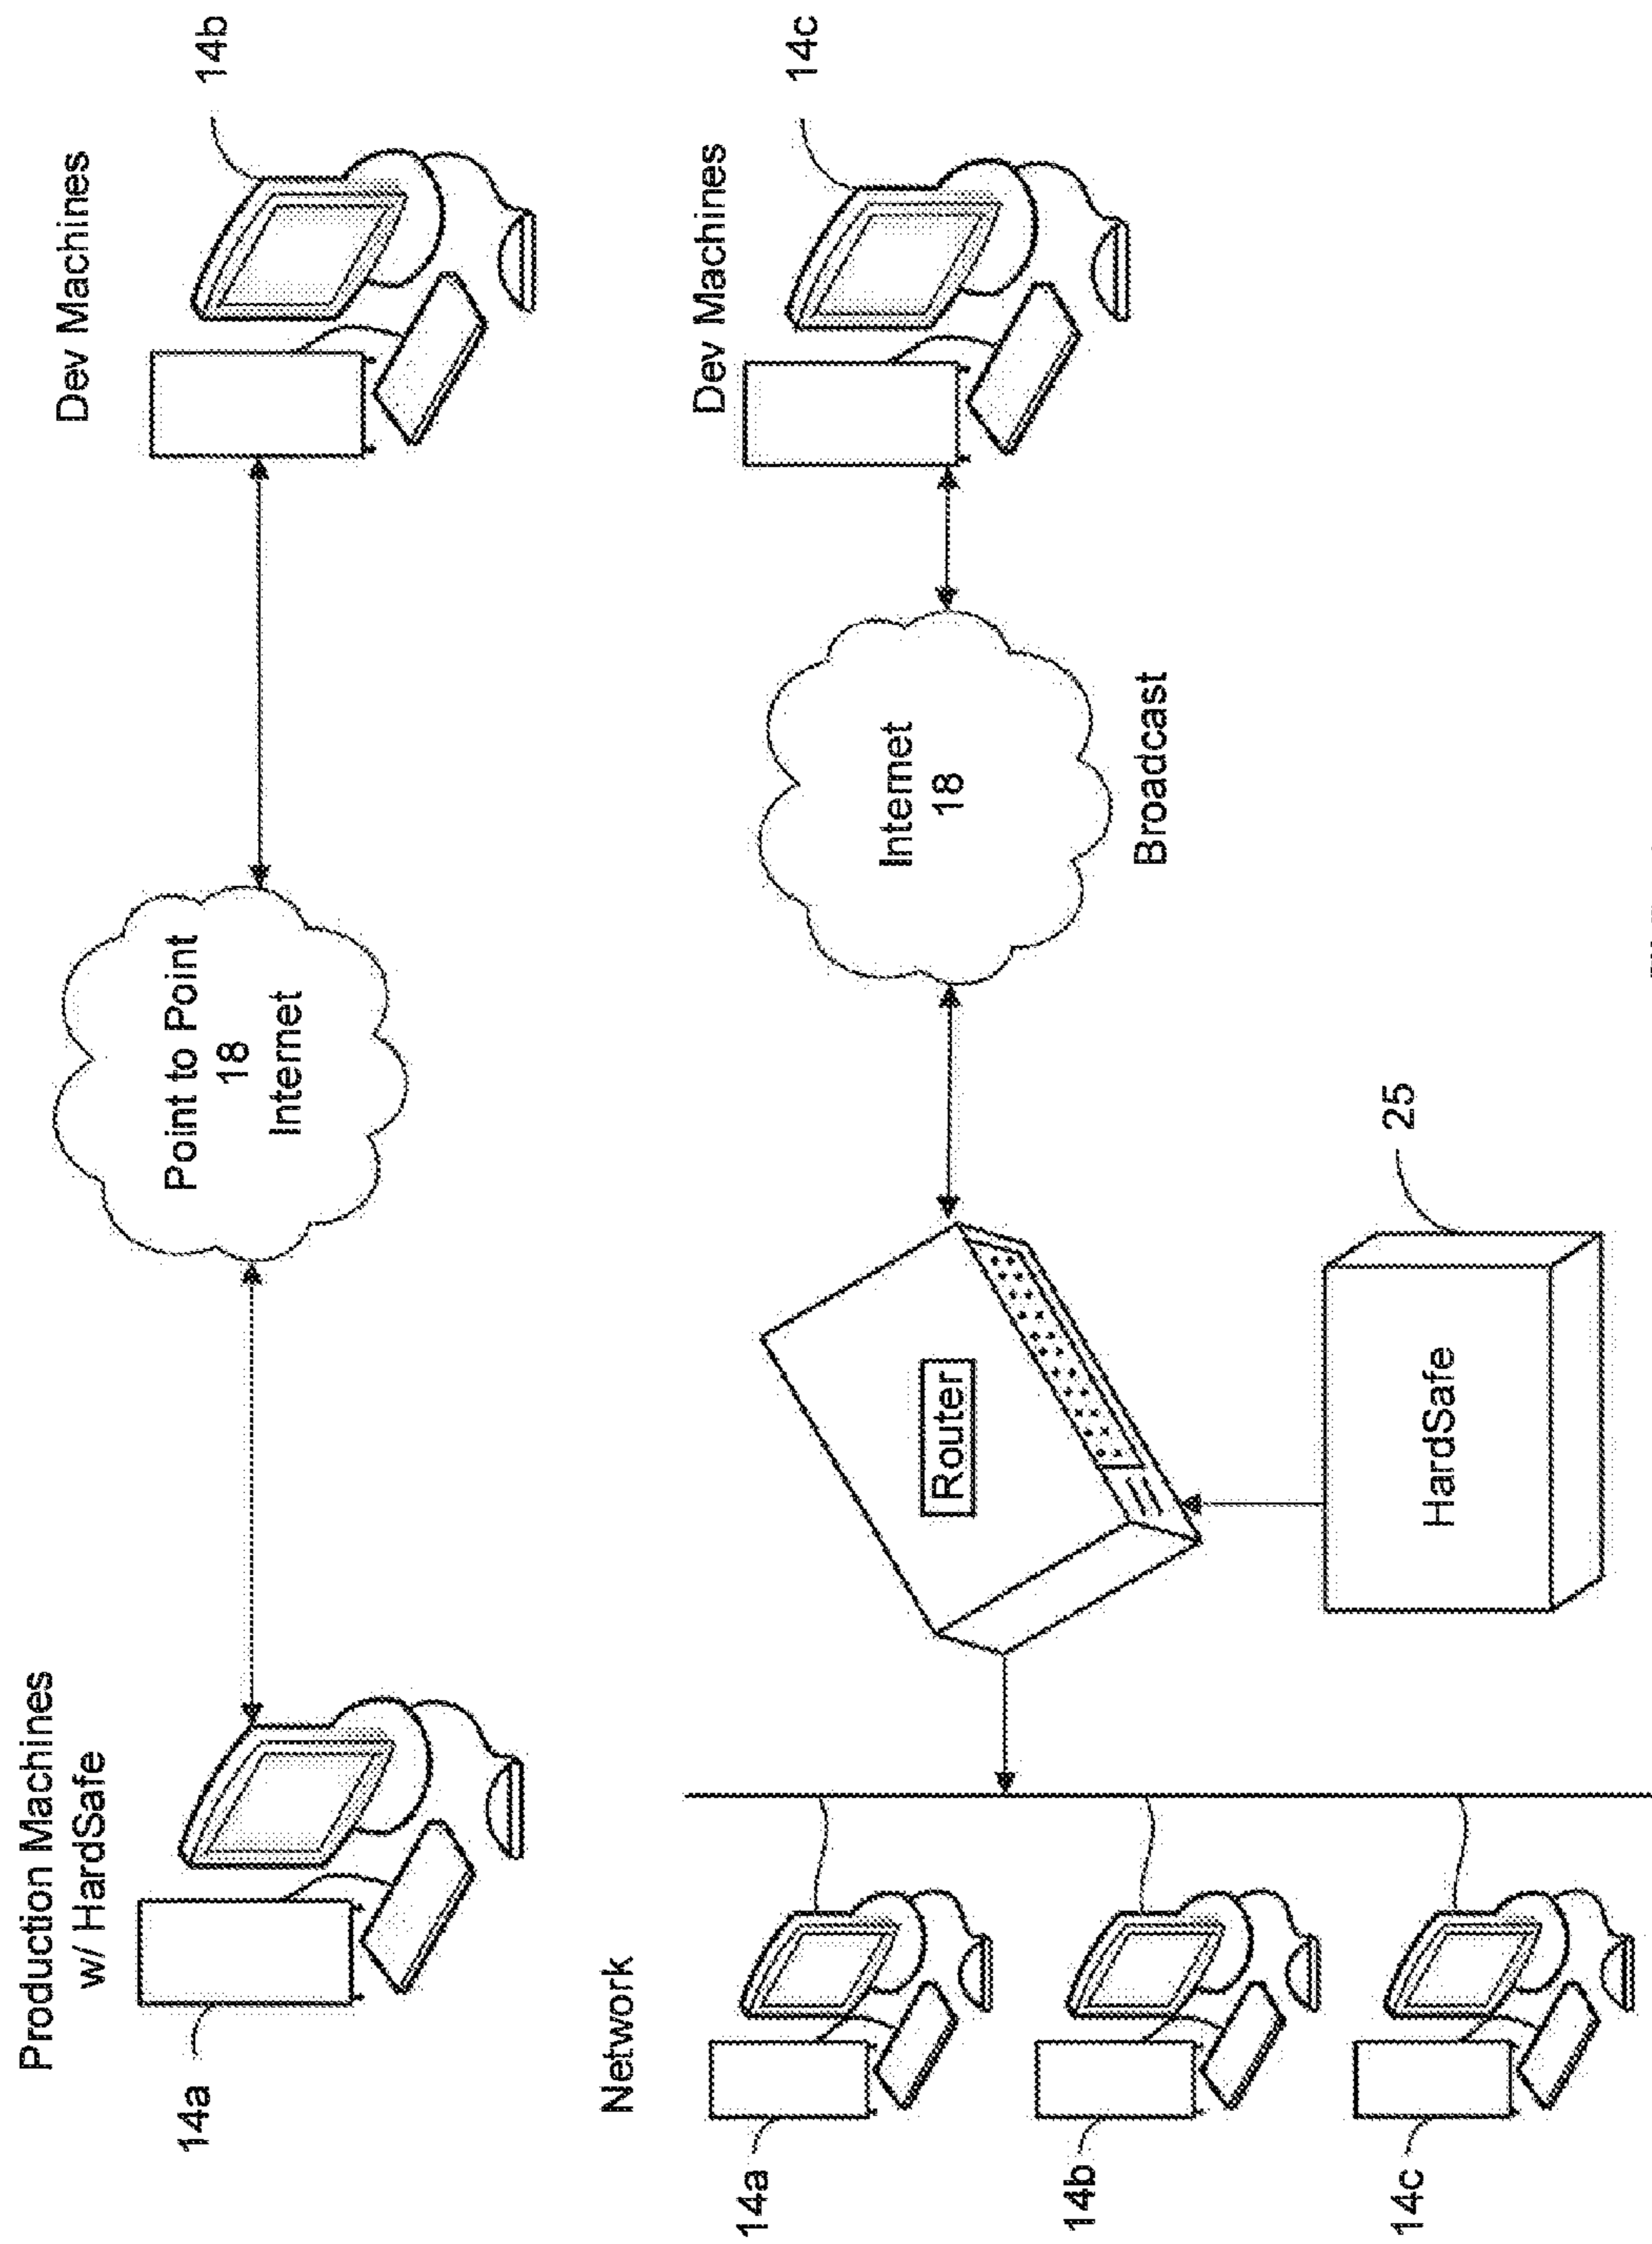 Production Machines
w/ HardSafe
14a
Point to Point
18
Internet
Dev Machines
14b
Network
14a
14b
14c
Router
HardSafe
25
Internet
18
Broadcast
Dev Machines
14c